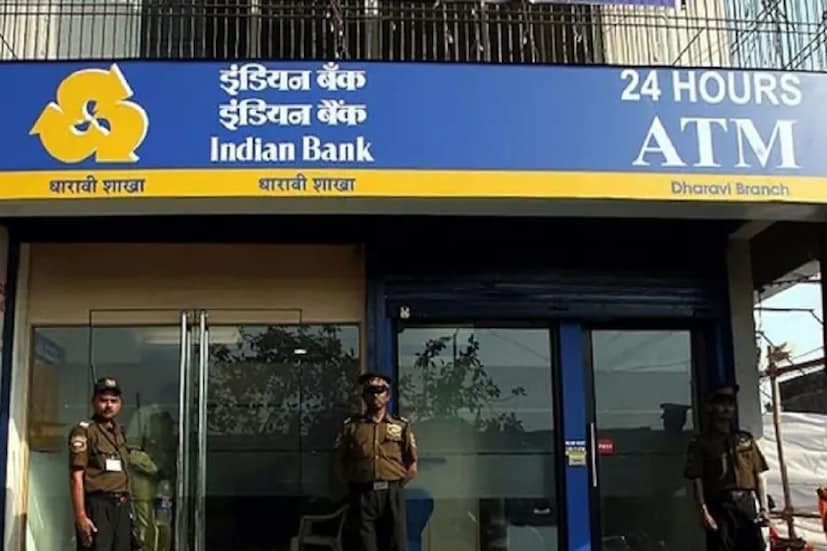 इंडियन बँक
इंडियन बैंक
Indian Bank
धारावी शाखा
धारावी शाखा
24 HOURS
ATM
Dharavi Branch